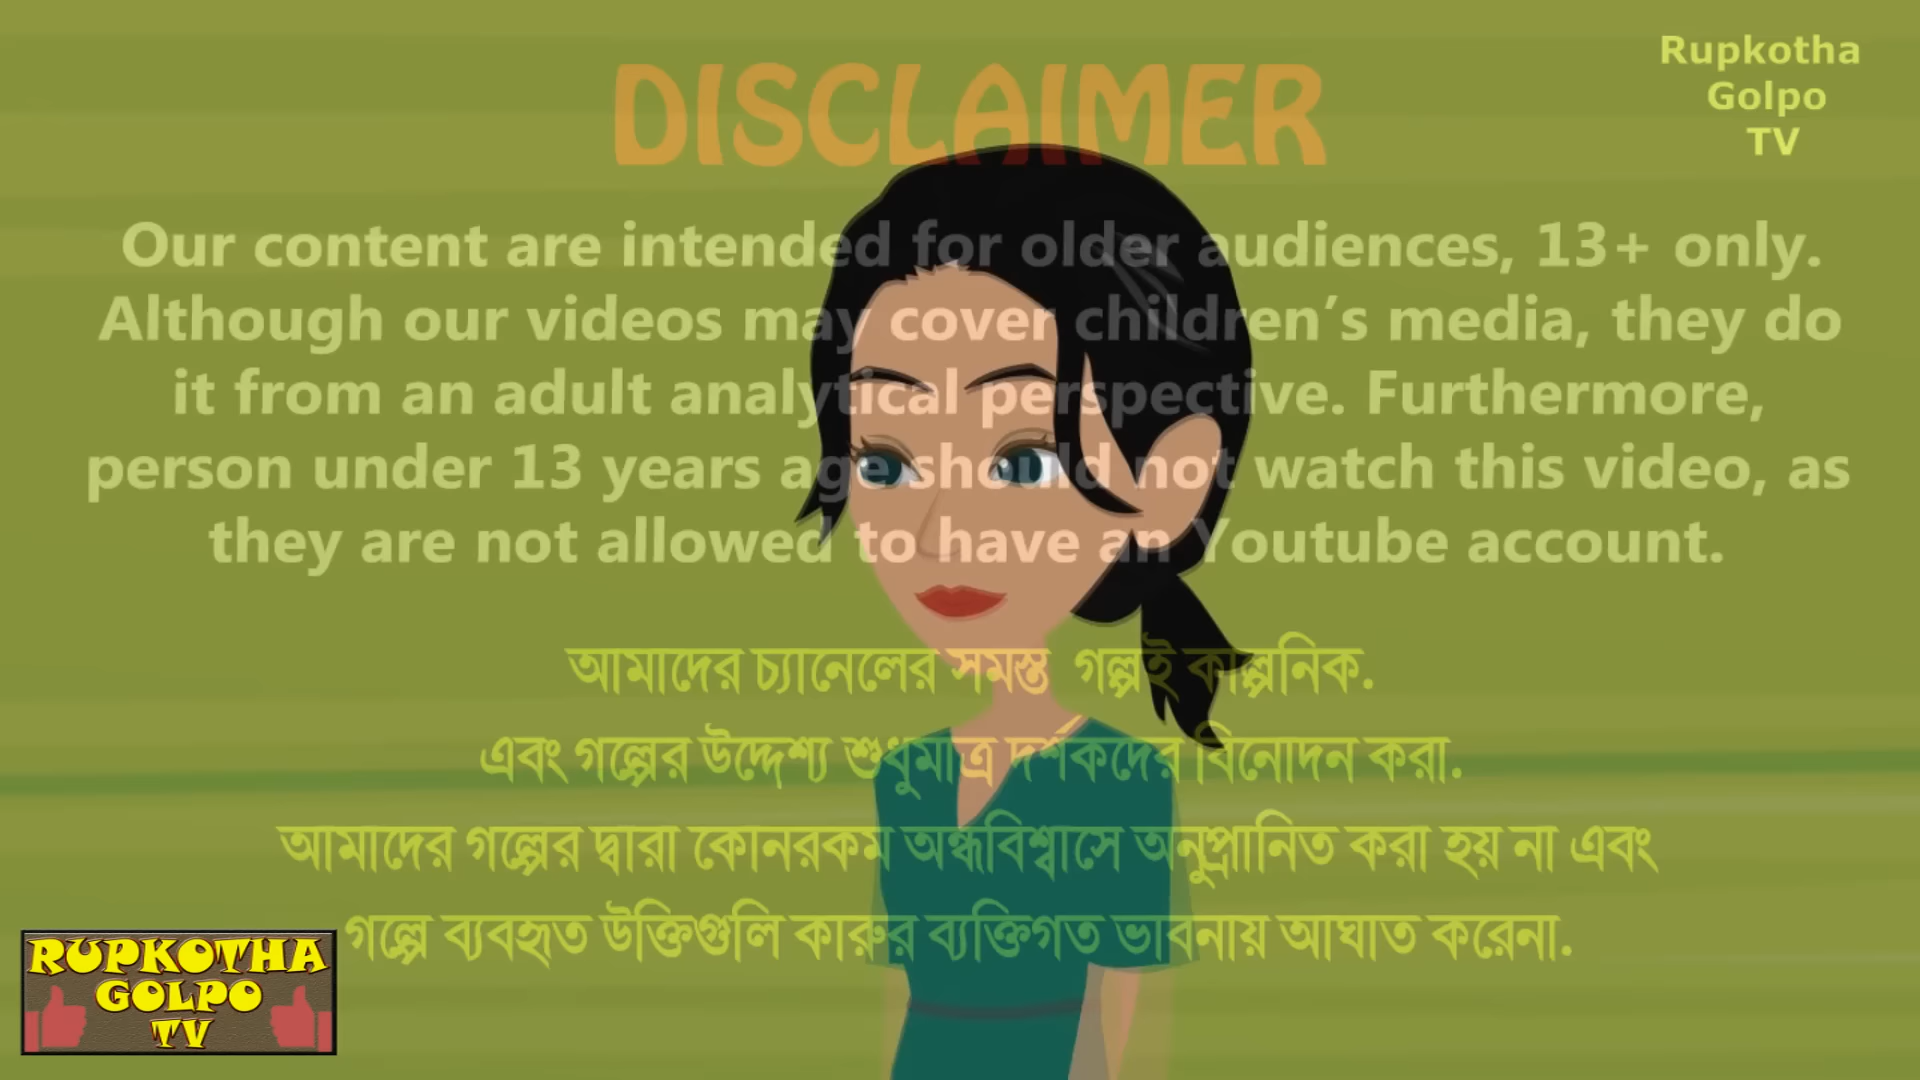 DISCLAIMER
Rupkotha
Golpo
TV
Our content are intended for older audiences, 13+ only.
Although our videos may cover children’s media, they do
it from an adult analytical perspective. Furthermore,
person under 13 years age should not watch this video, as
they are not allowed to have an Youtube account.
আমাদের চ্যানেলের সমস্ত গল্পই কাল্পনিক.
এবং গল্পের উদ্দেশ্য শুধুমাত্র দর্শকদের বিনোদন করা.
আমাদের গল্পের দ্বারা কোনরকম অন্ধবিশ্বাসে অনুপ্রানিত করা হয় না এবং
গল্পে ব্যবহৃত উক্তিগুলি কারুর ব্যক্তিগত ভাবনায় আঘাত করেনা.
RUPKOTHA
GOLPO
TV